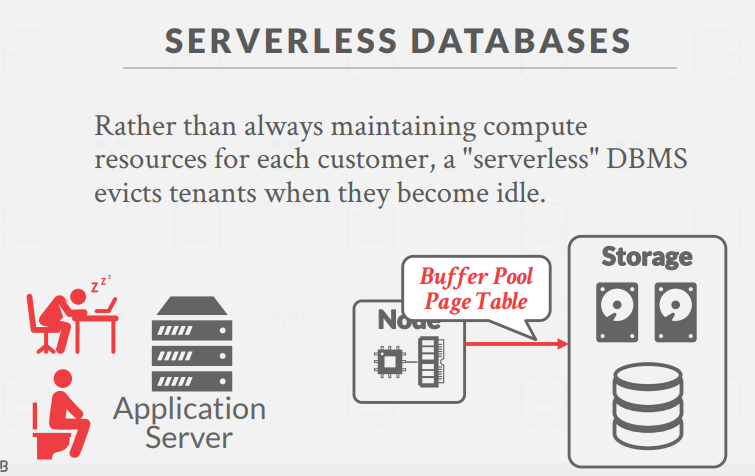 SERVERLESS DATABASES
Rather than always maintaining compute
resources for each customer, a "serverless" DBMS
evicts tenants when they become idle.
z z z
Application
Server
Node
Buffer Pool
Page Table
Storage